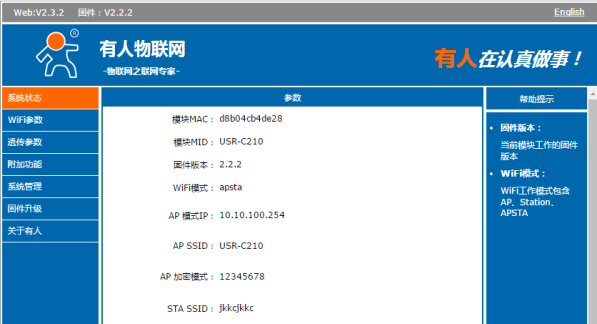 Web:V2.3.2 固件：V2.2.2 English
®
有人物联网
-物联网之联网专家-
有人在认真做事！
系统状态
WiFi参数
透传参数
附加功能
系统管理
固件升级
关于有人
参数
模块MAC： d8b04cb4de28
模块MID： USR-C210
固件版本： 2.2.2
WiFi模式： apsta
AP 模式IP： 10.10.100.254
AP SSID： USR-C210
AP 加密模式： 12345678
STA SSID： jkkcjkkc
帮助提示
• 固件版本：
当前模块工作的固件
版本
• WiFi模式：
WiFi工作模式包含
AP、Station、
APSTA